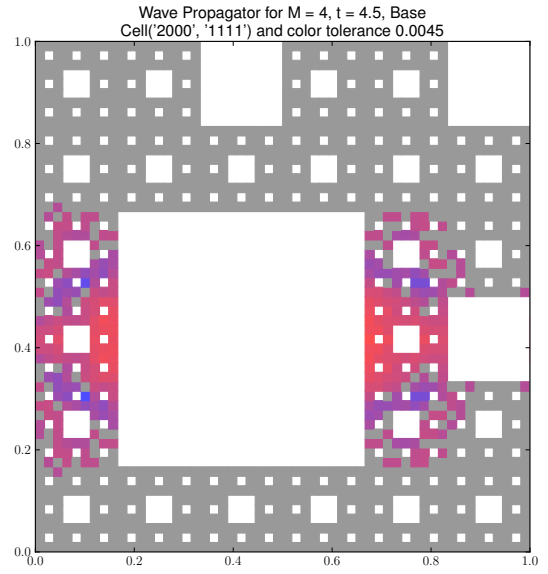 Wave Propagator for M = 4, t = 4.5, Base
Cell('2000', '1111') and color tolerance 0.0045
1.0
0.8
0.6
0.4
0.2
0.0
0.0 0.2 0.4 0.6 0.8 1.0